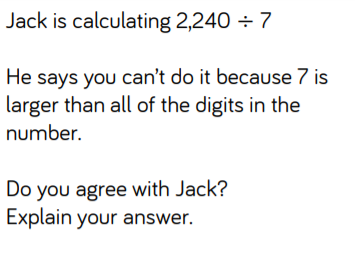 Jack is calculating 2,240 ÷ 7
He says you can’t do it because 7 is
larger than all of the digits in the
number.
Do you agree with Jack?
Explain your answer.